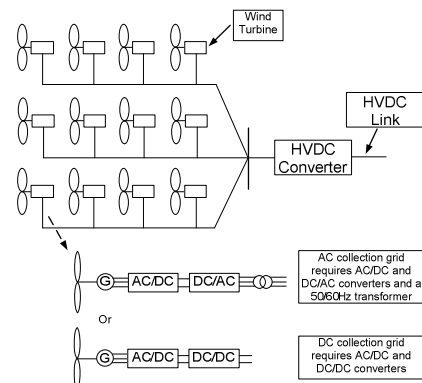 Wind
Turbine
HVDC
Link
HVDC
Converter
AC collection grid
requires AC/DC and
DC/AC converters and a
50/60Hz transformer
G
AC/DC
DC/AC
Or
G
AC/DC
DC/DC
DC collection grid
requires AC/DC and
DC/DC converters